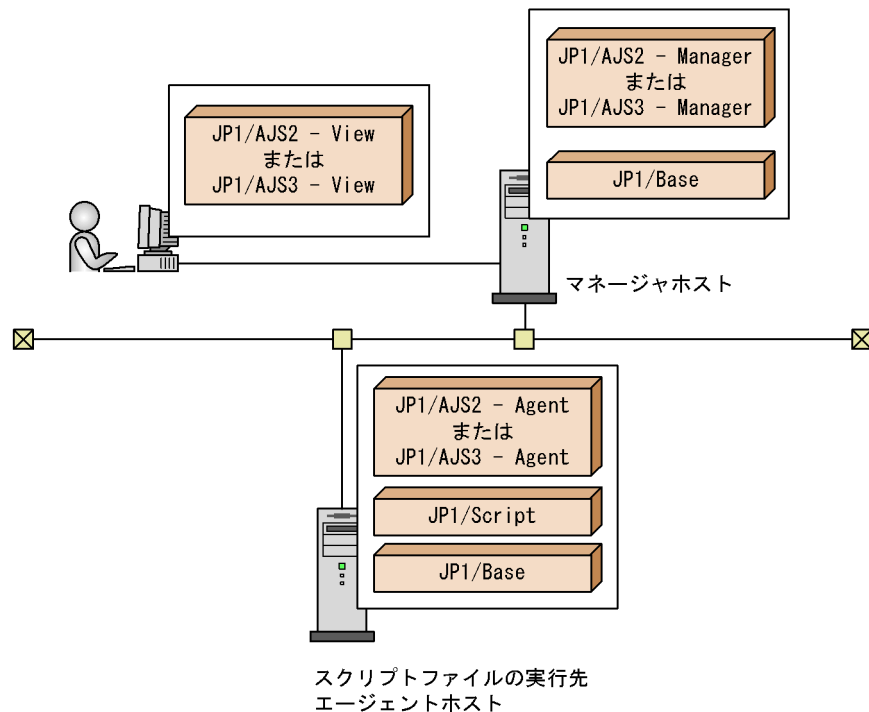 JP1/AJS2 - View
または
JP1/AJS3 - View
JP1/AJS2 - Manager
または
JP1/AJS3 - Manager
JP1/Base
マネージャホスト
JP1/AJS2 - Agent
または
JP1/AJS3 - Agent
JP1/Script
JP1/Base
スクリプトファイルの実行先
エージェントホスト